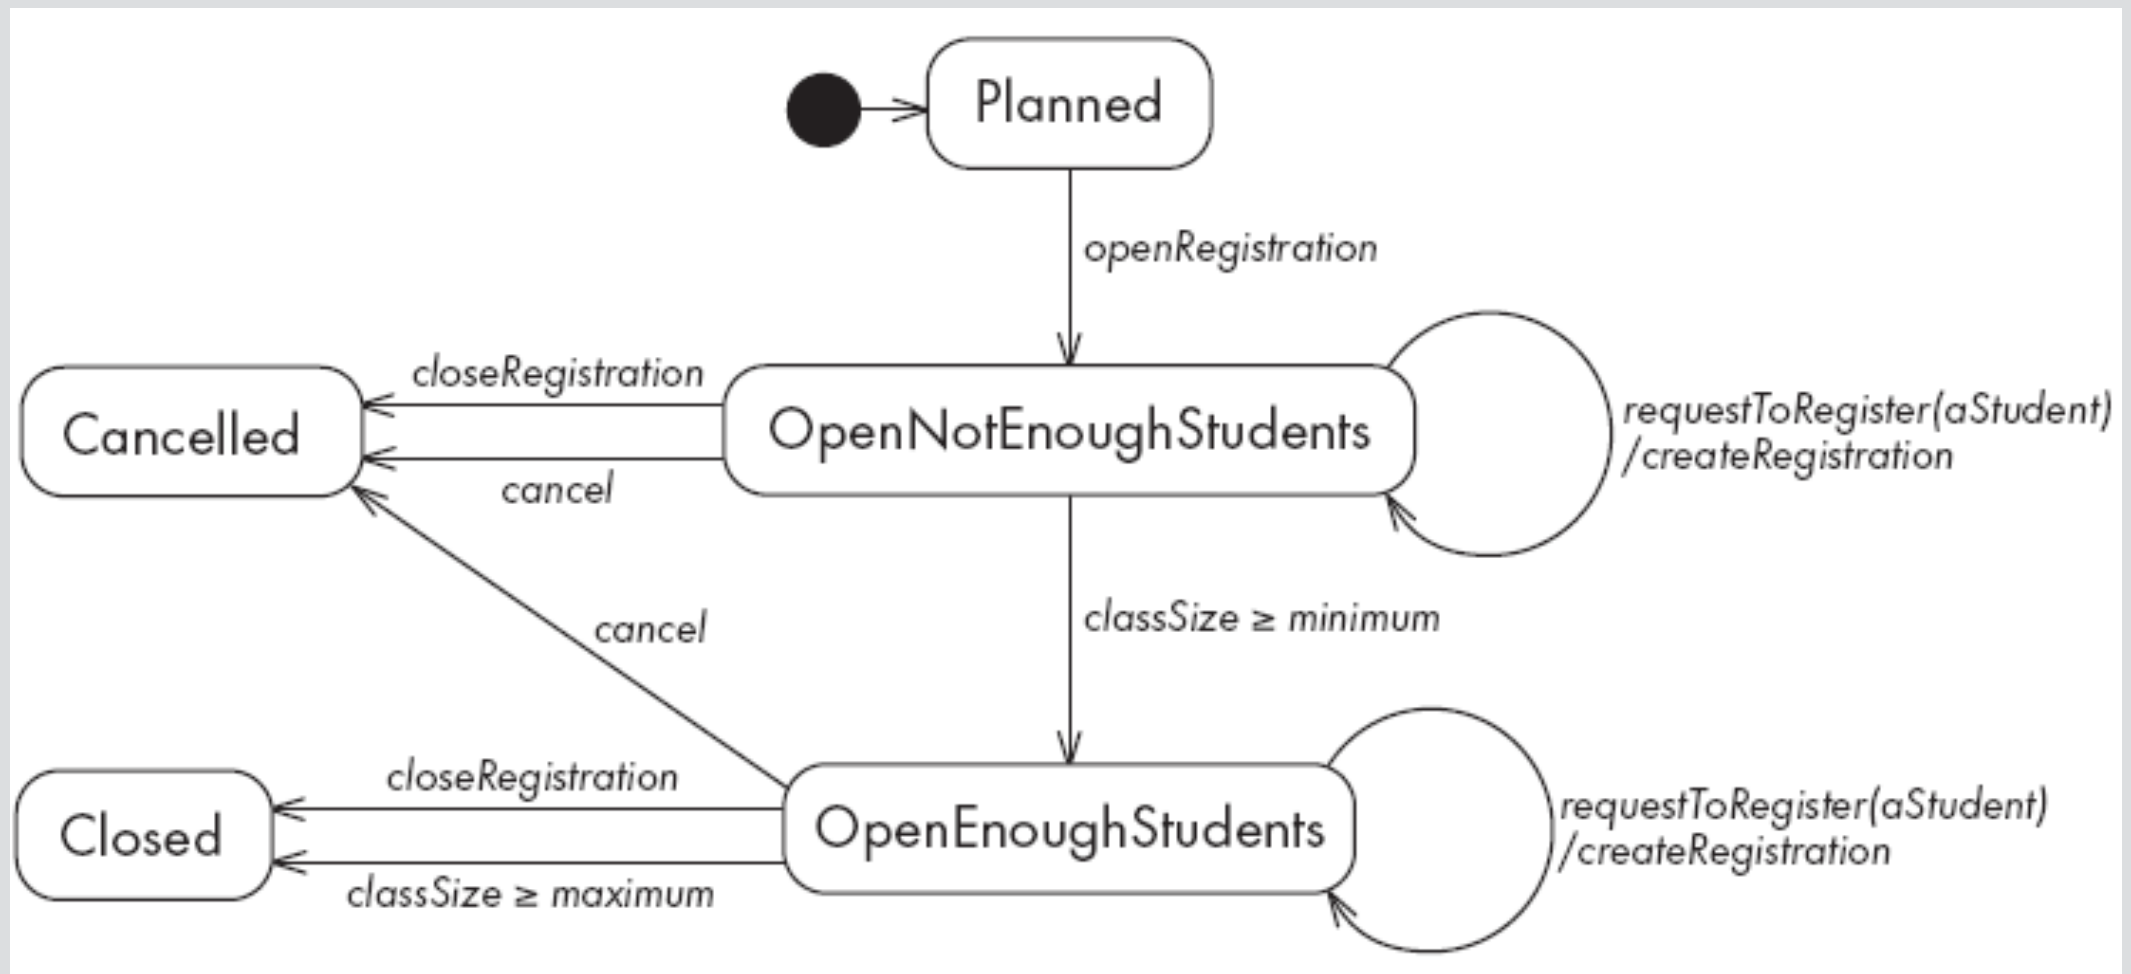 Planned
openRegistration
closeRegistration
Cancelled
OpenNotEnoughStudents
requestToRegister(aStudent)
/createRegistration
cancel
classSize ≥ minimum
cancel
closeRegistration
Closed
OpenEnoughStudents
requestToRegister(aStudent)
/createRegistration
classSize ≥ maximum